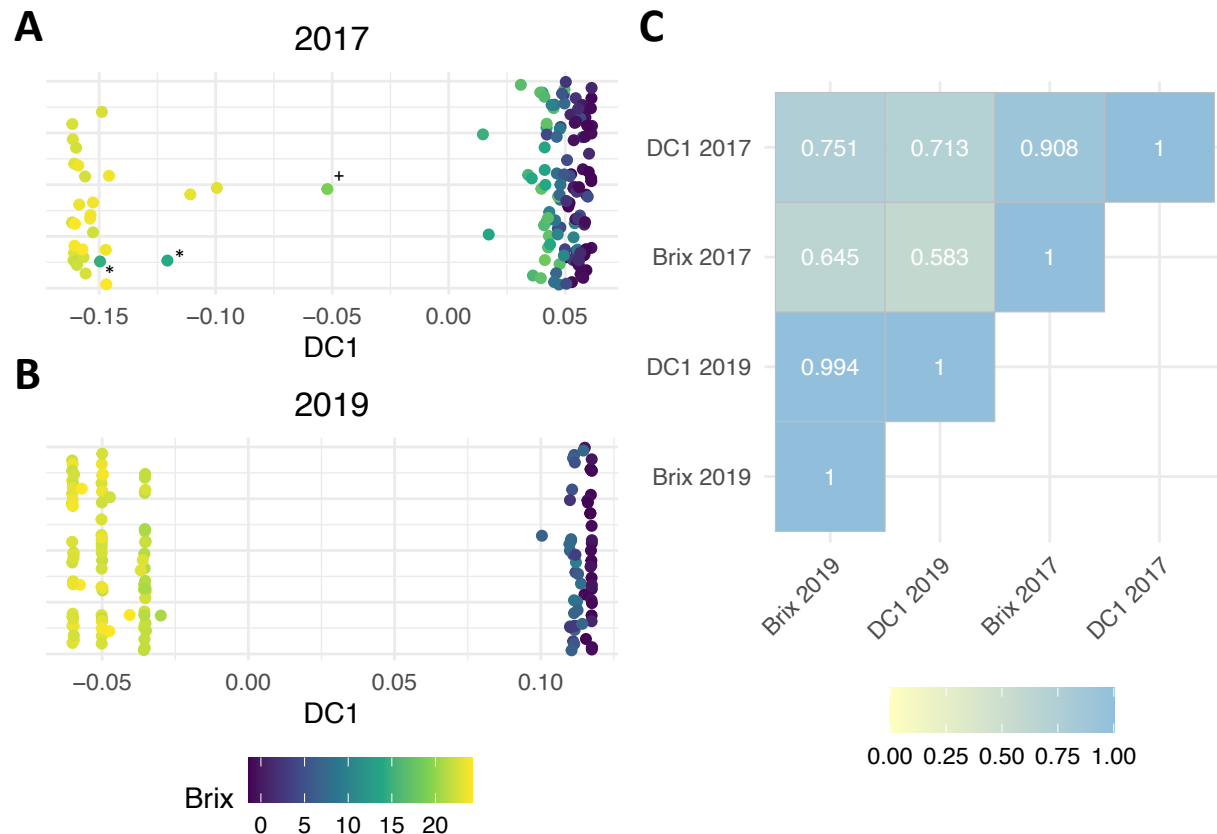 A
2017
+
*
*
−0.15 −0.10 −0.05 0.00 0.05
DC1
B
2019
−0.05 0.00 0.05 0.10
DC1
Brix
0 5 10 15 20
C
DC1 2017 0.751 0.713 0.908 1
Brix 2017 0.645 0.583 1
DC1 2019 0.994 1
Brix 2019 1
Brix 2019 DC1 2019 Brix 2017 DC1 2017
0.00 0.25 0.50 0.75 1.00